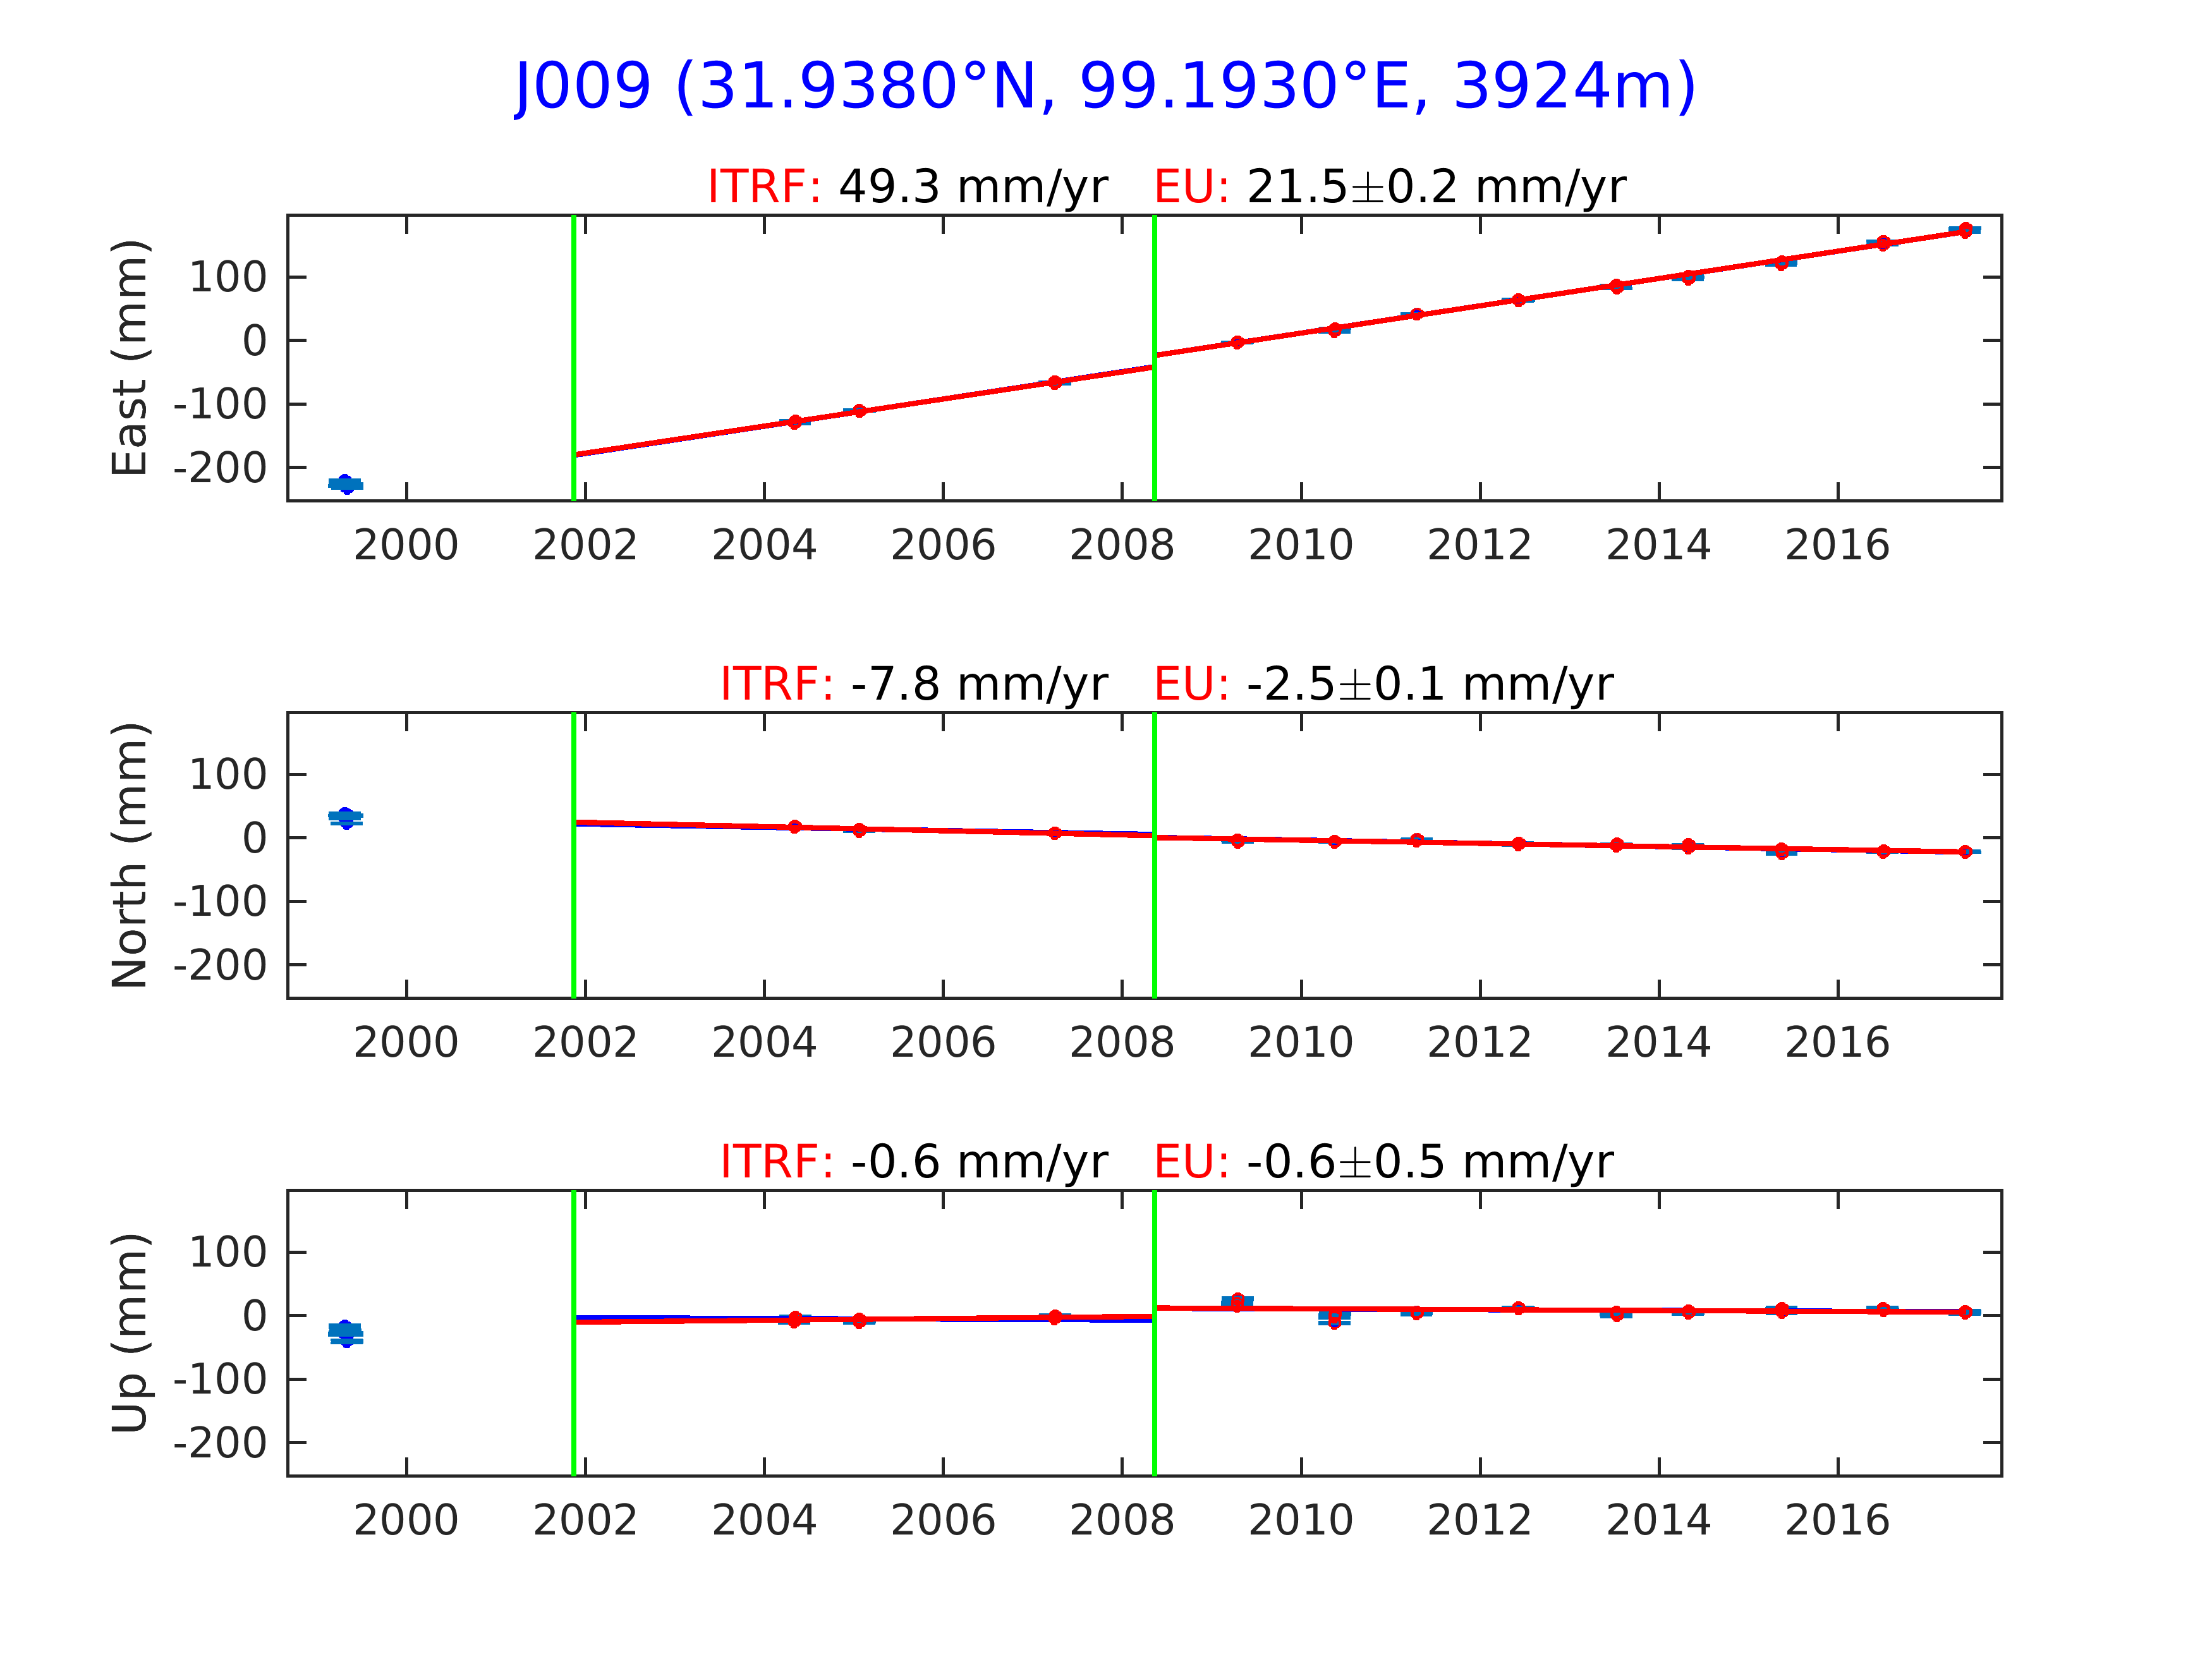 J009 (31.9380°N, 99.1930°E, 3924m)
ITRF: 49.3 mm/yr EU: 21.5±0.2 mm/yr
East (mm)
100
0
-100
-200
2000 2002 2004 2006 2008 2010 2012 2014 2016
ITRF: -7.8 mm/yr EU: -2.5±0.1 mm/yr
North (mm)
100
0
-100
-200
2000 2002 2004 2006 2008 2010 2012 2014 2016
ITRF: -0.6 mm/yr EU: -0.6±0.5 mm/yr
Up (mm)
100
0
-100
-200
2000 2002 2004 2006 2008 2010 2012 2014 2016